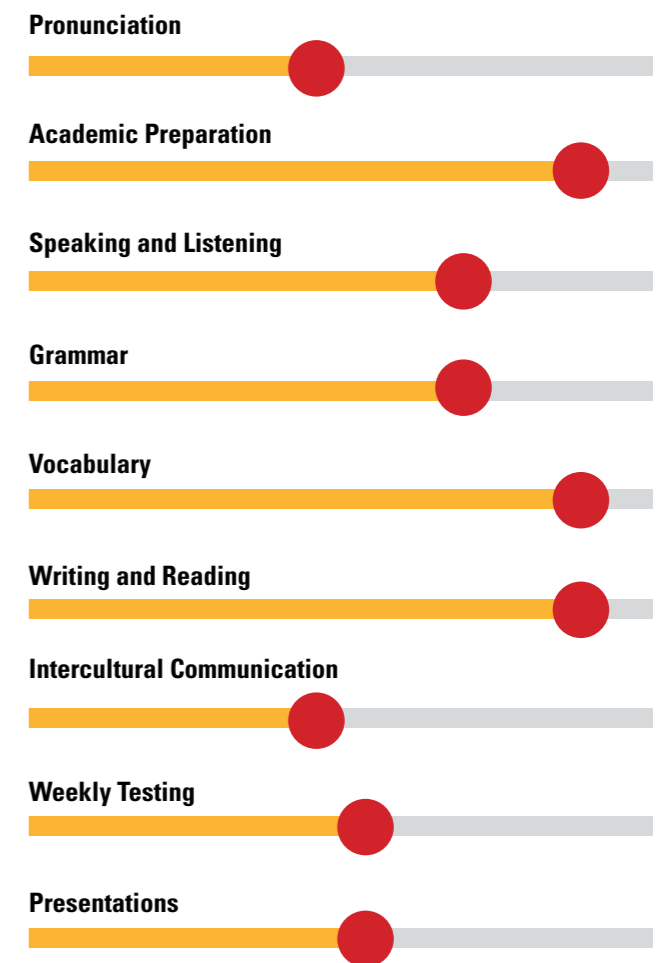 Pronunciation
Academic Preparation
Speaking and Listening
Grammar
Vocabulary
Writing and Reading
Intercultural Communication
Weekly Testing
Presentations